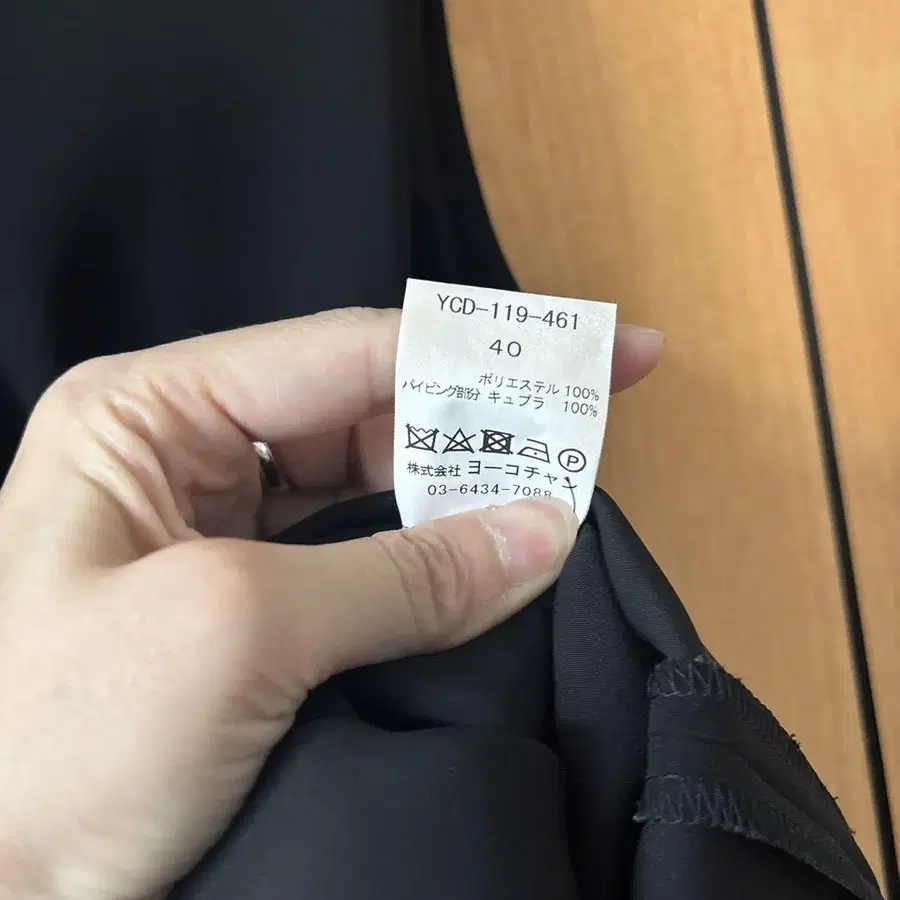 YCD-119-461
40
ポリエステル 100%
パイピング部分 キュプラ 100%
P
株式会社 ヨーコチャン
03-6434-7088